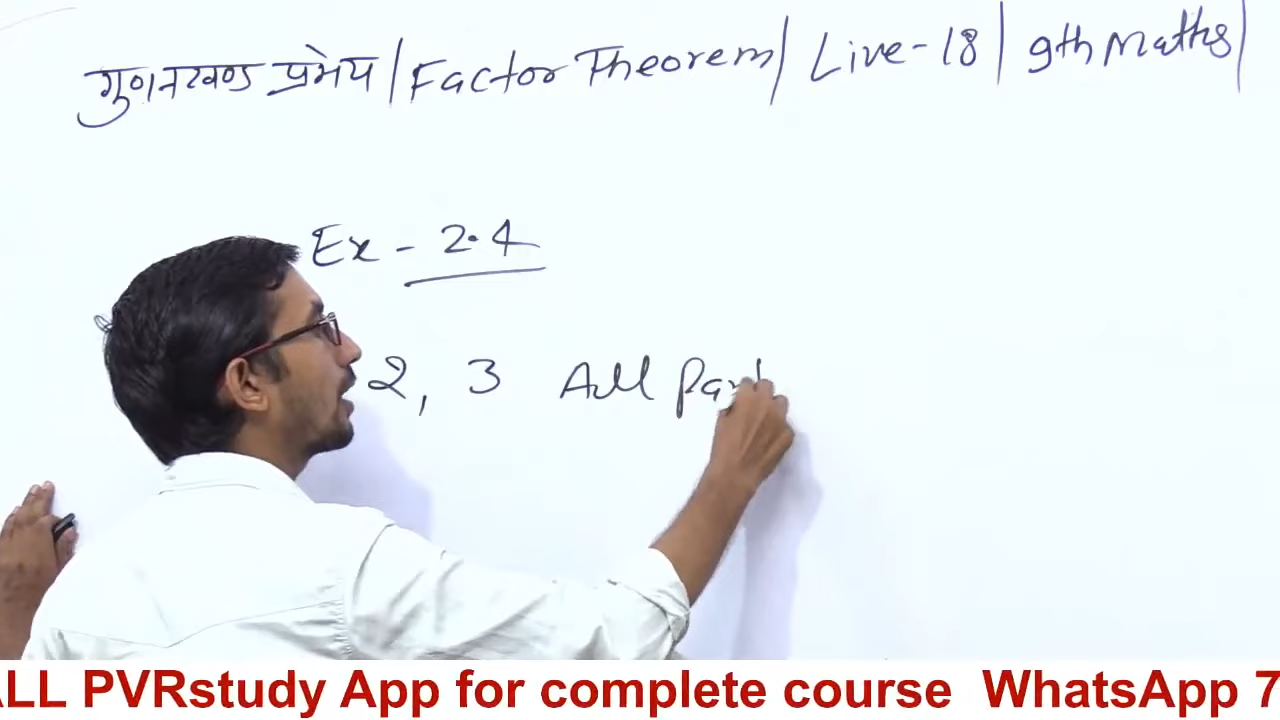 गुणनखण्ड प्रमेय | Factor Theorem | Live-18 | 9th Maths |
Ex - 2.4
2, 3 All Part
ALL PVRstudy App for complete course WhatsApp 7